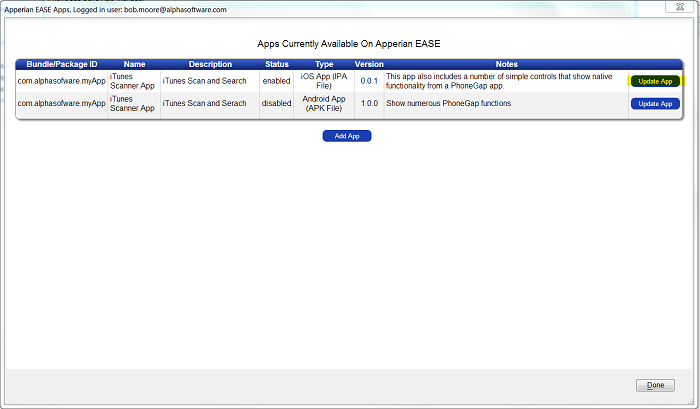 Apperian EASE Apps, Logged in user: bob.moore@alphasoftware.com
Apps Currently Available On Apperian EASE
Bundle/Package ID Name Description Status Type Version Notes
com.alphasofware.myApp iTunes Scanner App iTunes Scan and Search enabled iOS App (IPA File) 0.0.1 This app also includes a number of simple controls that show native functionality from a PhoneGap app. Update App
com.alphasofware.myApp iTunes Scanner App iTunes Scan and Serach disabled Android App (APK File) 1.0.0 Show numerous PhoneGap functions Update App
Add App
Done